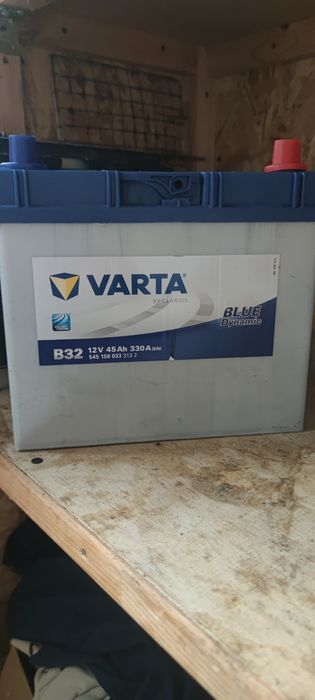 VARTA
BY CLARIOS
BLUE
Dynamic
B32 12V 45Ah 330A (EN)
545 156 033 313 2